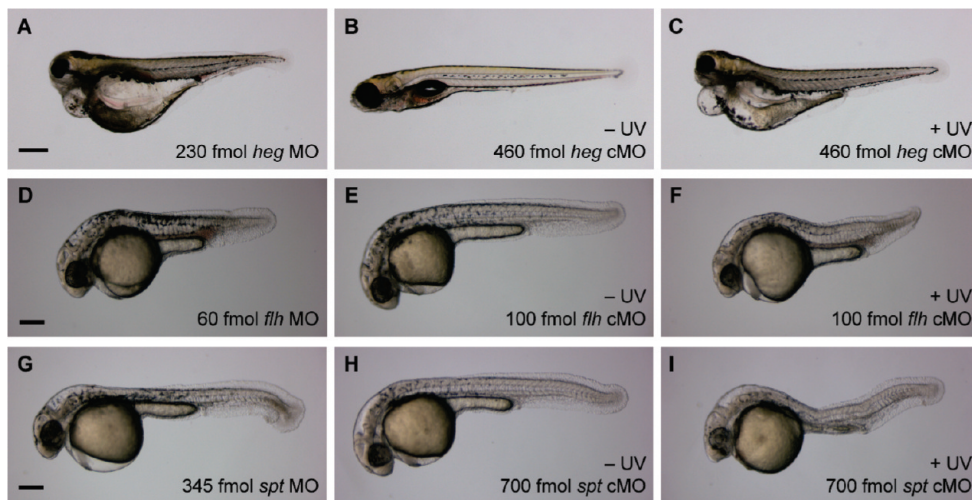 A
230 fmol heg MO
B
– UV
460 fmol heg cMO
C
+ UV
460 fmol heg cMO
D
60 fmol flh MO
E
– UV
100 fmol flh cMO
F
+ UV
100 fmol flh cMO
G
345 fmol spt MO
H
– UV
700 fmol spt cMO
I
+ UV
700 fmol spt cMO